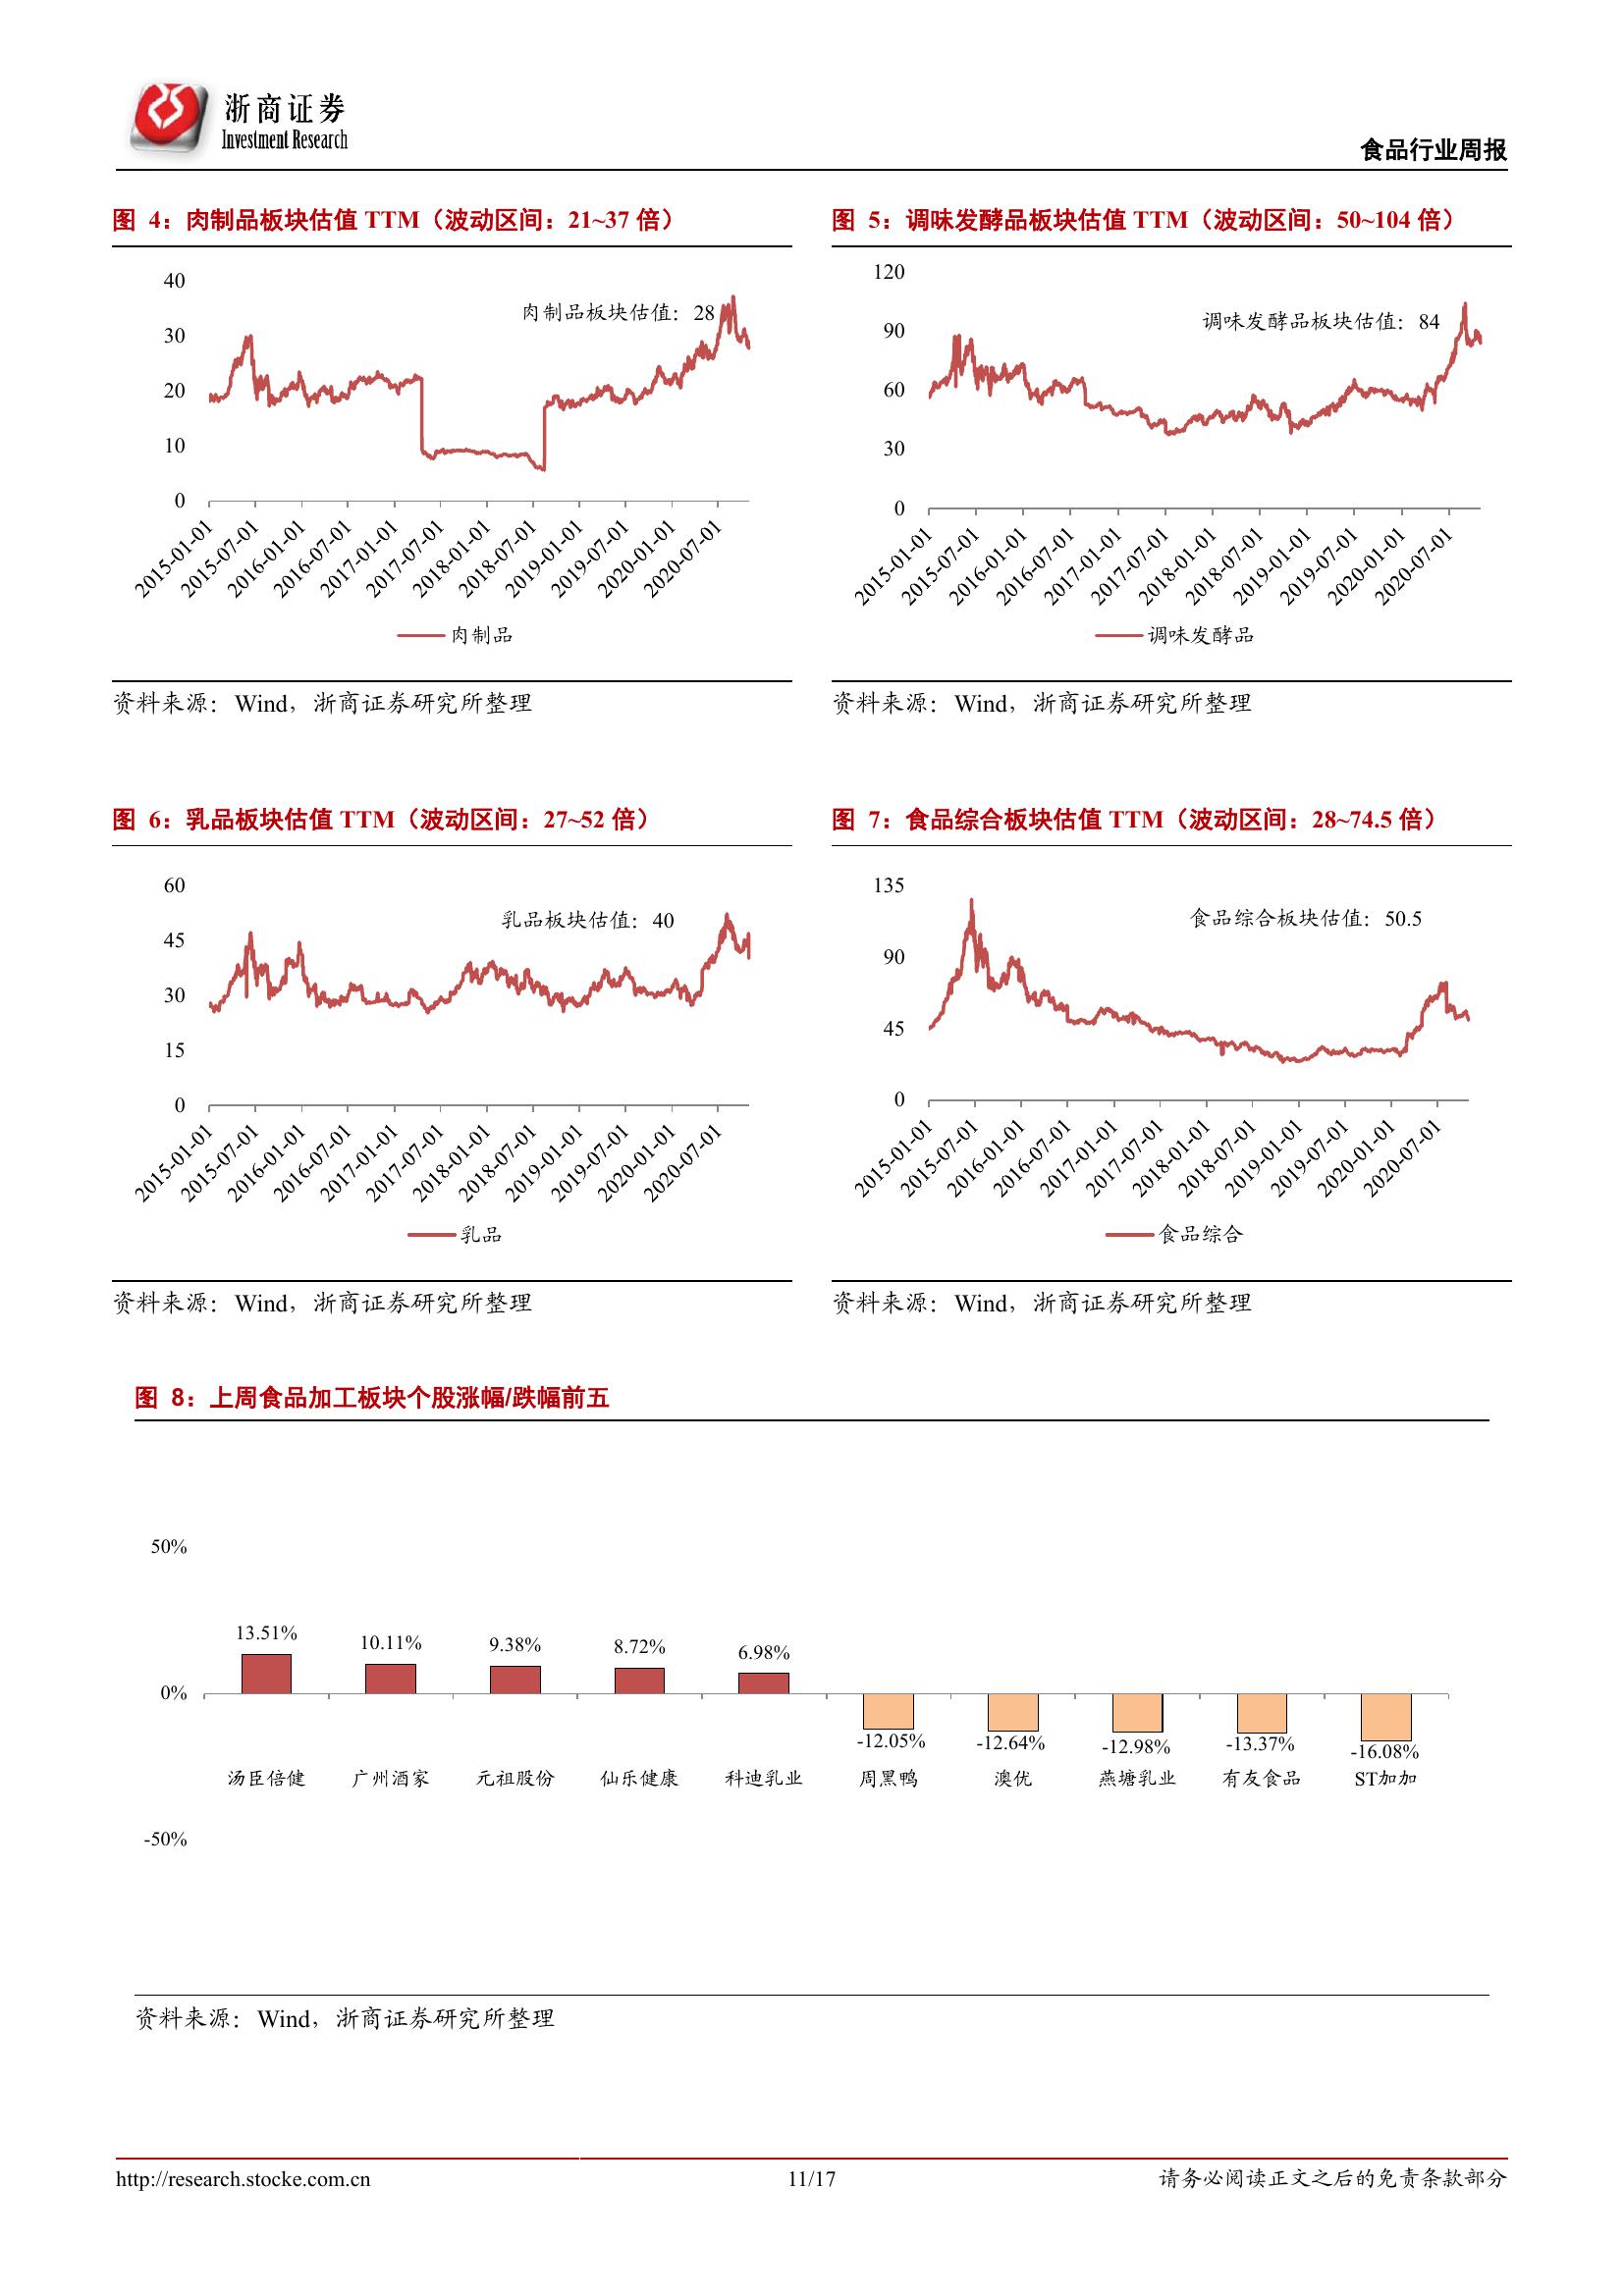 浙商证券
Investment Research
食品行业周报
图 4：肉制品板块估值 TTM（波动区间：21~37 倍）
40
30
20
10
0
肉制品板块估值：28
2015-01-01
2015-07-01
2016-01-01
2016-07-01
2017-01-01
2017-07-01
2018-01-01
2018-07-01
2019-01-01
2019-07-01
2020-01-01
2020-07-01
肉制品
资料来源：Wind，浙商证券研究所整理
图 5：调味发酵品板块估值 TTM（波动区间：50~104 倍）
120
90
60
30
0
调味发酵品板块估值：84
2015-01-01
2015-07-01
2016-01-01
2016-07-01
2017-01-01
2017-07-01
2018-01-01
2018-07-01
2019-01-01
2019-07-01
2020-01-01
2020-07-01
调味发酵品
资料来源：Wind，浙商证券研究所整理
图 6：乳品板块估值 TTM（波动区间：27~52 倍）
60
45
30
15
0
乳品板块估值：40
2015-01-01
2015-07-01
2016-01-01
2016-07-01
2017-01-01
2017-07-01
2018-01-01
2018-07-01
2019-01-01
2019-07-01
2020-01-01
2020-07-01
乳品
资料来源：Wind，浙商证券研究所整理
图 7：食品综合板块估值 TTM（波动区间：28~74.5 倍）
135
90
45
0
食品综合板块估值：50.5
2015-01-01
2015-07-01
2016-01-01
2016-07-01
2017-01-01
2017-07-01
2018-01-01
2018-07-01
2019-01-01
2019-07-01
2020-01-01
2020-07-01
食品综合
资料来源：Wind，浙商证券研究所整理
图 8：上周食品加工板块个股涨幅/跌幅前五
50%
0%
-50%
13.51% 10.11% 9.38% 8.72% 6.98% -12.05% -12.64% -12.98% -13.37% -16.08%
汤臣倍健 广州酒家 元祖股份 仙乐健康 科迪乳业 周黑鸭 澳优 燕塘乳业 有友食品 ST加加
资料来源：Wind，浙商证券研究所整理
http://research.stocke.com.cn 11/17 请务必阅读正文之后的免责条款部分